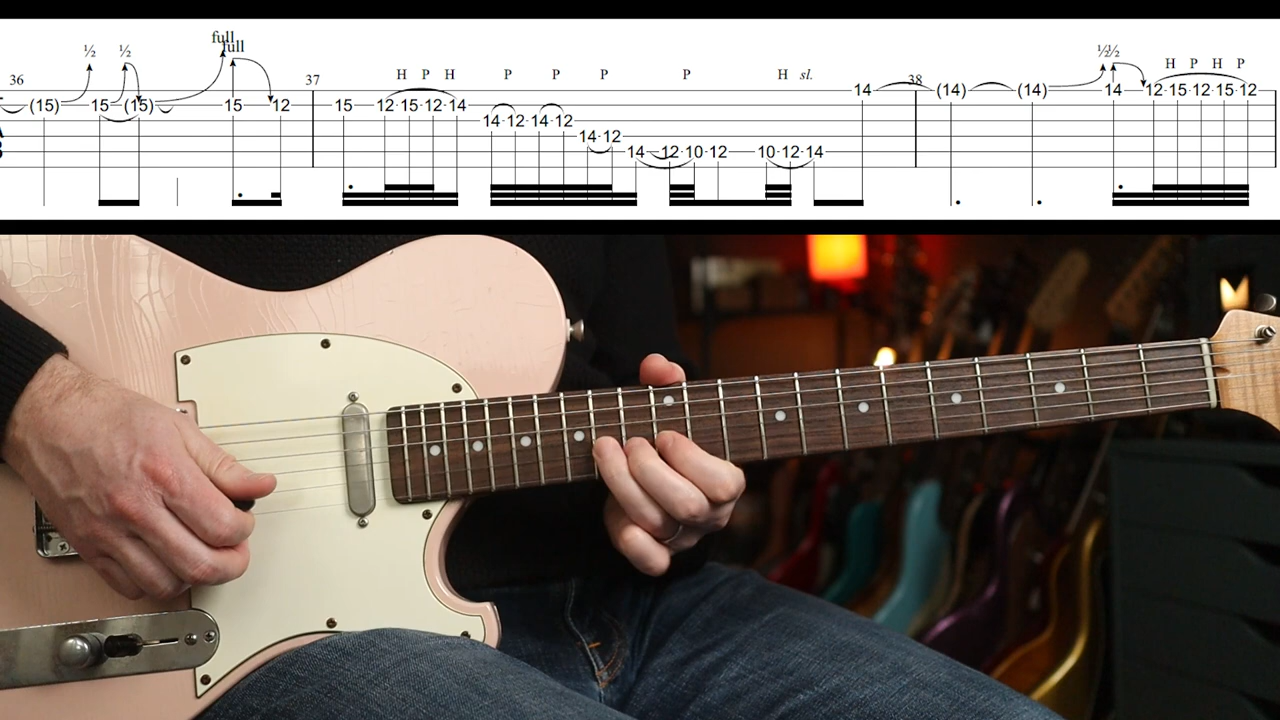 full
½ ½ full ½½
36 37 H P H P P P P H sl. 38 H P H P
14 (14) (14) 14 12 15 12 15 12
(15) 15 (15) 15 12 15 12 15 12 14
14 12 14 12
14 12
14 12 10 12 10 12 14